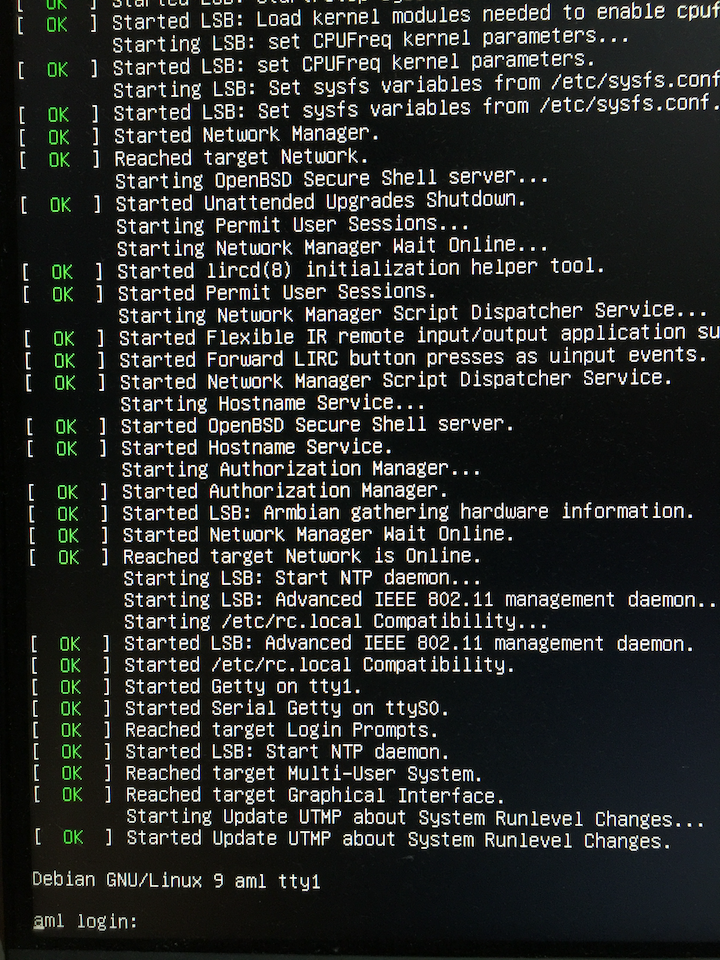 [ OK ] Started LSB:
[ OK ] Started LSB: Load kernel modules needed to enable cpuf
Starting LSB: set CPUFreq kernel parameters...
[ OK ] Started LSB: set CPUFreq kernel parameters.
Starting LSB: Set sysfs variables from /etc/sysfs.conf
[ OK ] Started LSB: Set sysfs variables from /etc/sysfs.conf.
[ OK ] Started Network Manager.
[ OK ] Reached target Network.
Starting OpenBSD Secure Shell server...
[ OK ] Started Unattended Upgrades Shutdown.
Starting Permit User Sessions...
Starting Network Manager Wait Online...
[ OK ] Started lircd(8) initialization helper tool.
[ OK ] Started Permit User Sessions.
Starting Network Manager Script Dispatcher Service...
[ OK ] Started Flexible IR remote input/output application su
[ OK ] Started Forward LIRC button presses as uinput events.
[ OK ] Started Network Manager Script Dispatcher Service.
Starting Hostname Service...
[ OK ] Started OpenBSD Secure Shell server.
[ OK ] Started Hostname Service.
Starting Authorization Manager...
[ OK ] Started Authorization Manager.
[ OK ] Started LSB: Armbian gathering hardware information.
[ OK ] Started Network Manager Wait Online.
[ OK ] Reached target Network is Online.
Starting LSB: Start NTP daemon...
Starting LSB: Advanced IEEE 802.11 management daemon..
Starting /etc/rc.local Compatibility...
[ OK ] Started LSB: Advanced IEEE 802.11 management daemon.
[ OK ] Started /etc/rc.local Compatibility.
[ OK ] Started Getty on tty1.
[ OK ] Started Serial Getty on ttyS0.
[ OK ] Reached target Login Prompts.
[ OK ] Started LSB: Start NTP daemon.
[ OK ] Reached target Multi-User System.
[ OK ] Reached target Graphical Interface.
Starting Update UTMP about System Runlevel Changes...
[ OK ] Started Update UTMP about System Runlevel Changes.
Debian GNU/Linux 9 aml tty1
aml login: